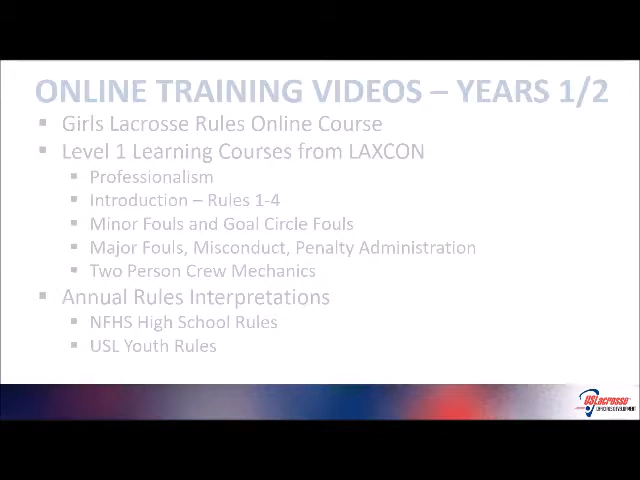 ONLINE TRAINING VIDEOS – YEARS 1/2
▪ Girls Lacrosse Rules Online Course
▪ Level 1 Learning Courses from LAXCON
▪ Professionalism
▪ Introduction – Rules 1-4
▪ Minor Fouls and Goal Circle Fouls
▪ Major Fouls, Misconduct, Penalty Administration
▪ Two Person Crew Mechanics
▪ Annual Rules Interpretations
▪ NFHS High School Rules
▪ USL Youth Rules
USLacrosse
OFFICIALS DEVELOPMENT